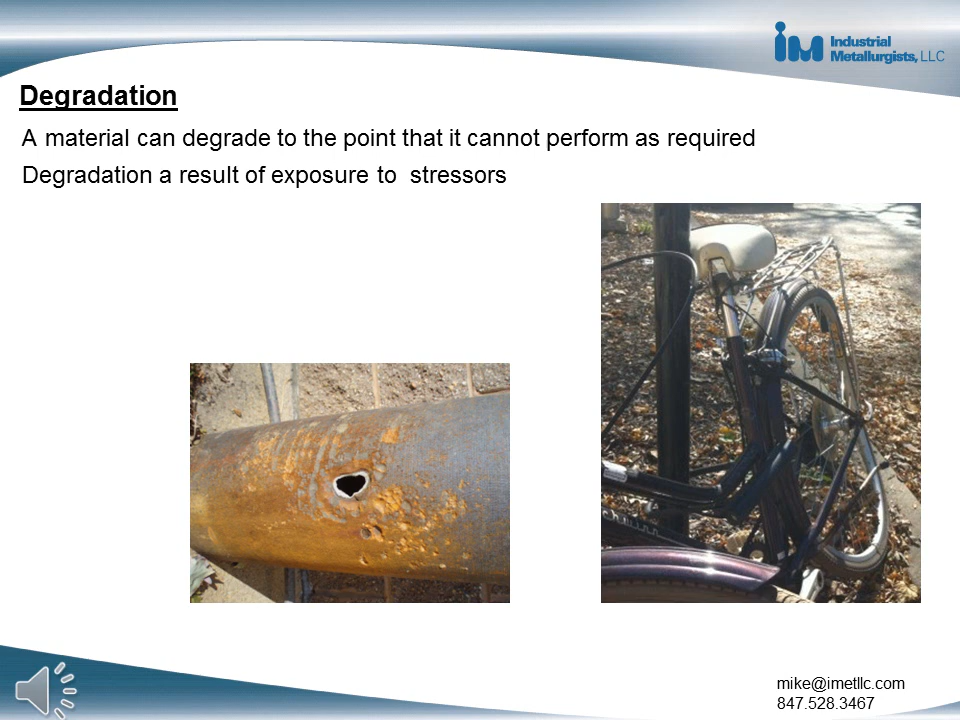 Industrial
Metallurgists, LLC
Degradation
A material can degrade to the point that it cannot perform as required
Degradation a result of exposure to  stressors
mike@imetllc.com
847.528.3467